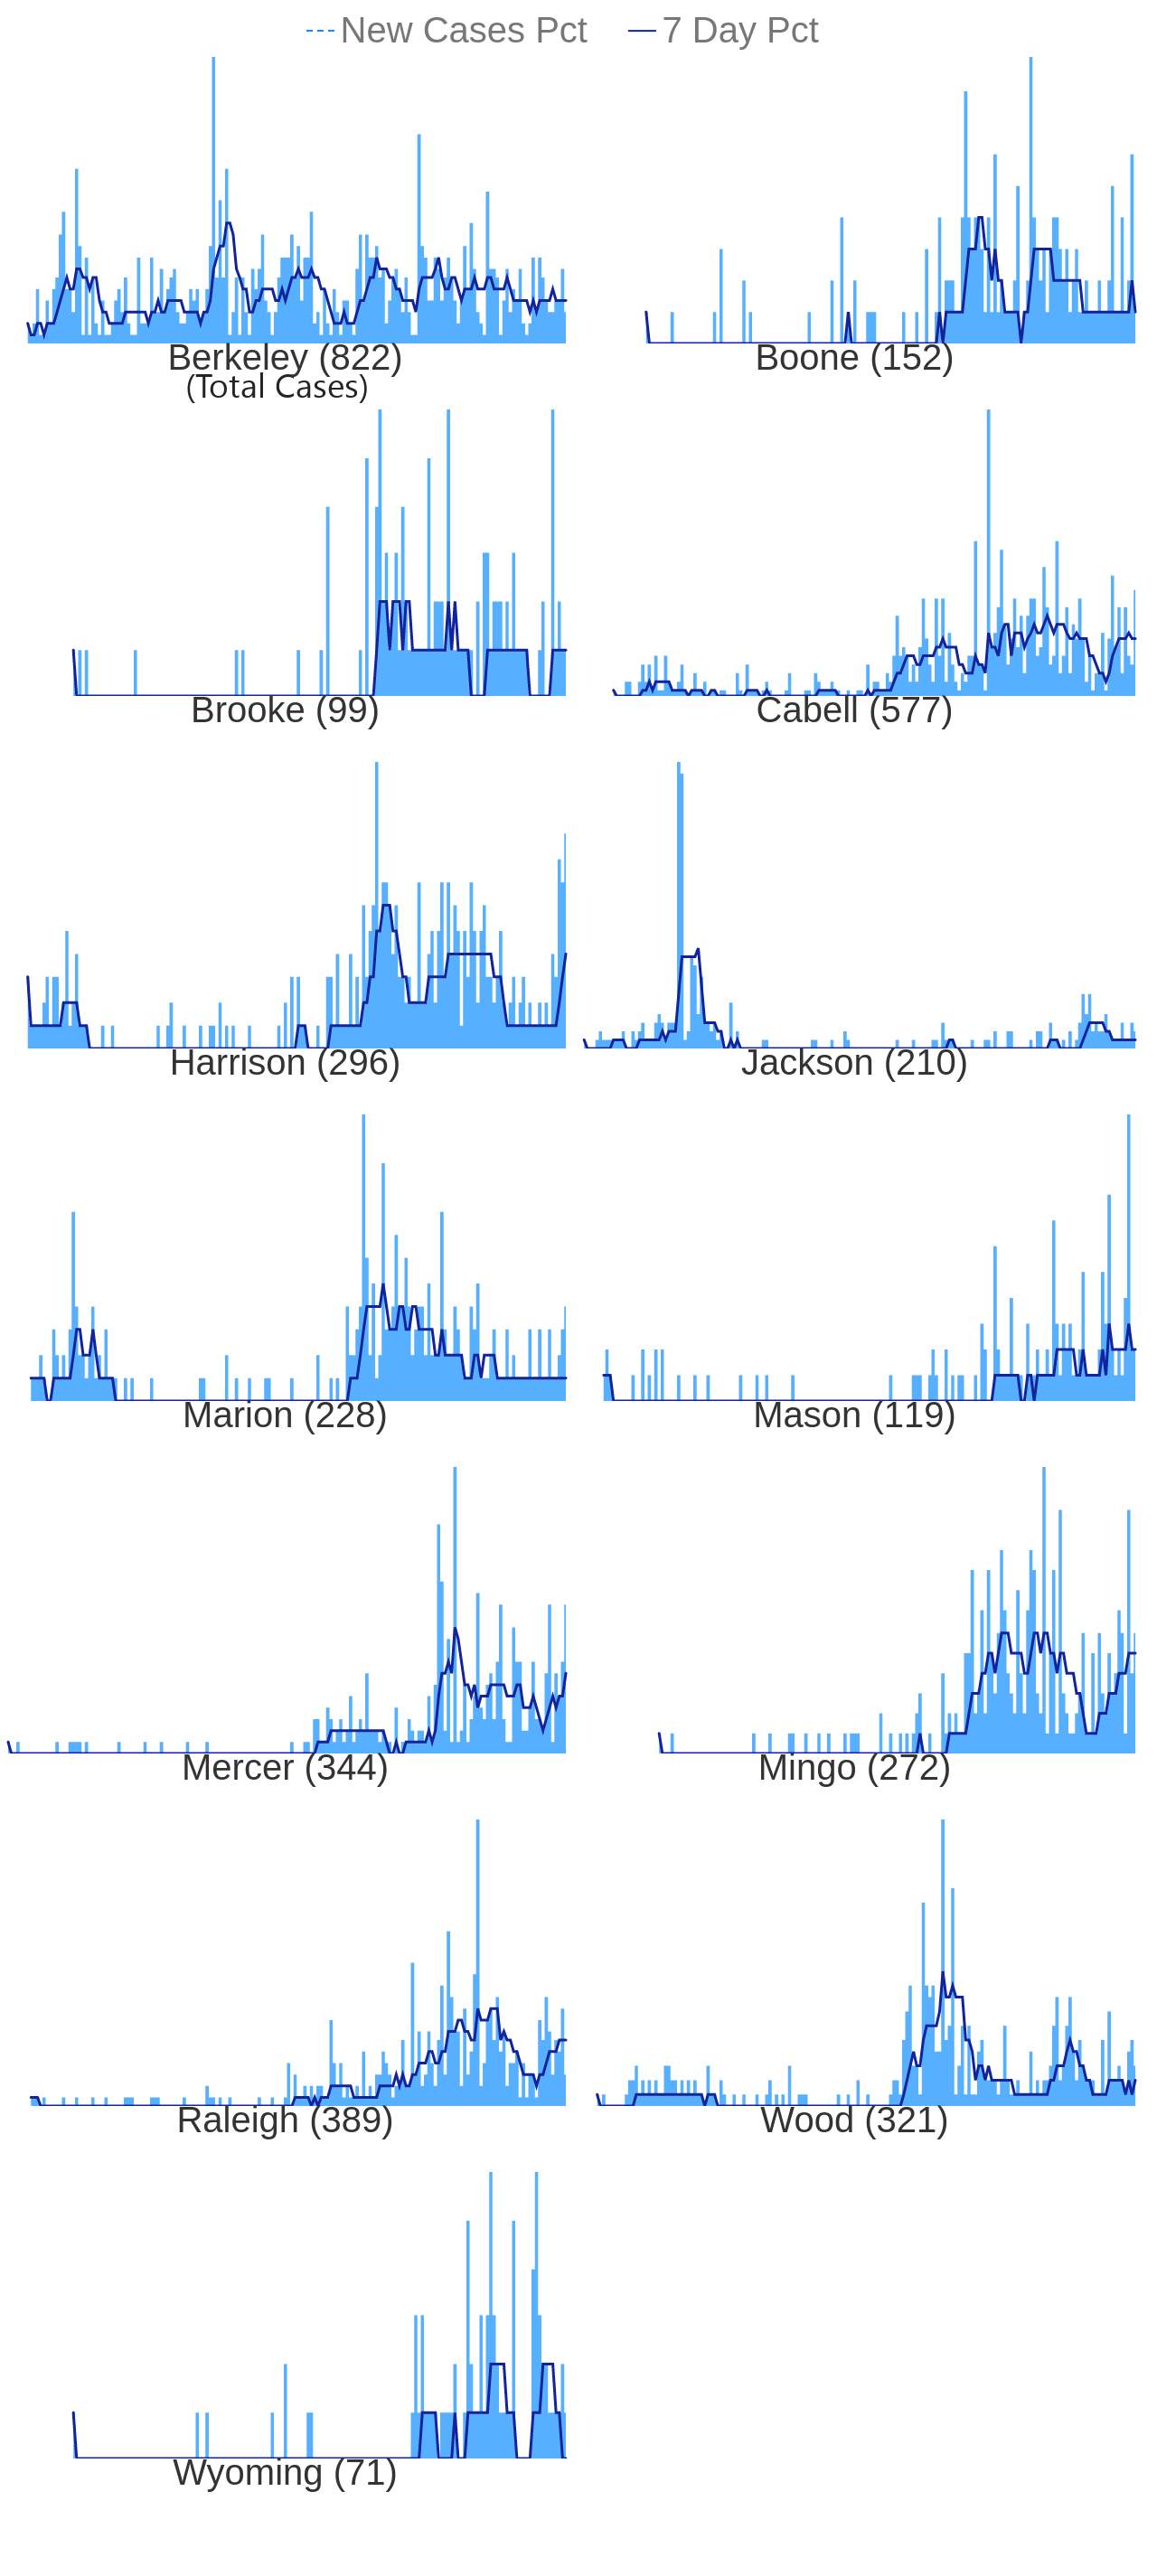 New Cases Pct 7 Day Pct
Berkeley (822) Boone (152)
(Total Cases)
Brooke (99) Cabell (577)
Harrison (296) Jackson (210)
Marion (228) Mason (119)
Mercer (344) Mingo (272)
Raleigh (389) Wood (321)
Wyoming (71)